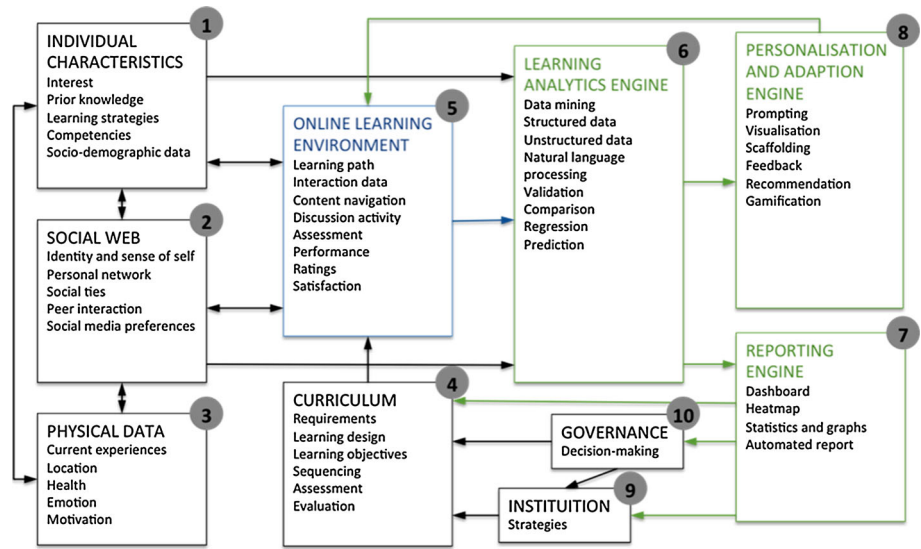 1
INDIVIDUAL
CHARACTERISTICS
Interest
Prior knowledge
Learning strategies
Competencies
Socio-demographic data
2
SOCIAL WEB
Identity and sense of self
Personal network
Social ties
Peer interaction
Social media preferences
3
PHYSICAL DATA
Current experiences
Location
Health
Emotion
Motivation
5
ONLINE LEARNING
ENVIRONMENT
Learning path
Interaction data
Content navigation
Discussion activity
Assessment
Performance
Ratings
Satisfaction
4
CURRICULUM
Requirements
Learning design
Learning objectives
Sequencing
Assessment
Evaluation
6
LEARNING
ANALYTICS ENGINE
Data mining
Structured data
Unstructured data
Natural language
processing
Validation
Comparison
Regression
Prediction
10
GOVERNANCE
Decision-making
9
INSTITUITION
Strategies
8
PERSONALISATION
AND ADAPTION
ENGINE
Prompting
Visualisation
Scaffolding
Feedback
Recommendation
Gamification
7
REPORTING
ENGINE
Dashboard
Heatmap
Statistics and graphs
Automated report